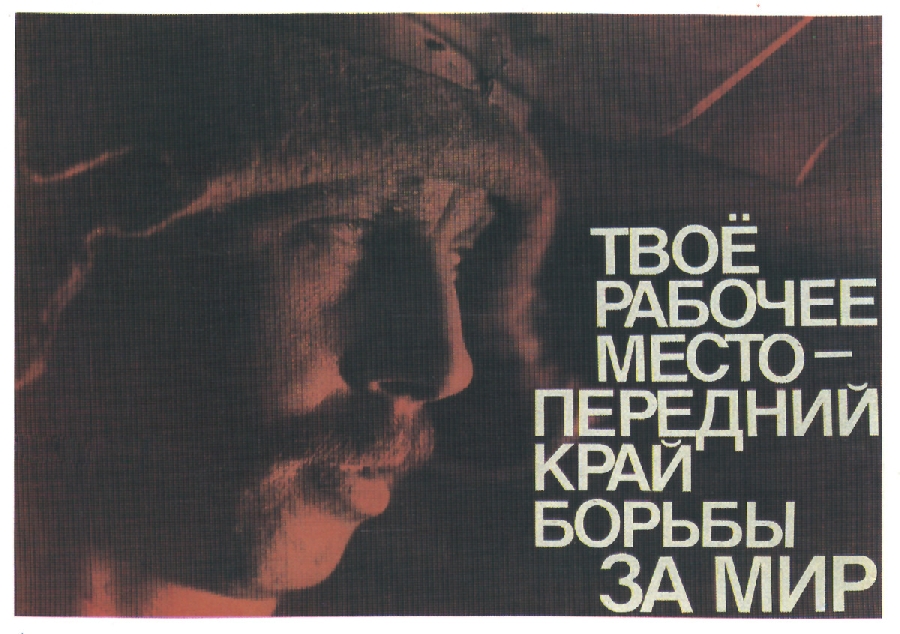 ТВОЁ
РАБОЧЕЕ
МЕСТО –
ПЕРЕДНИЙ
КРАЙ
БОРЬБЫ
ЗА МИР